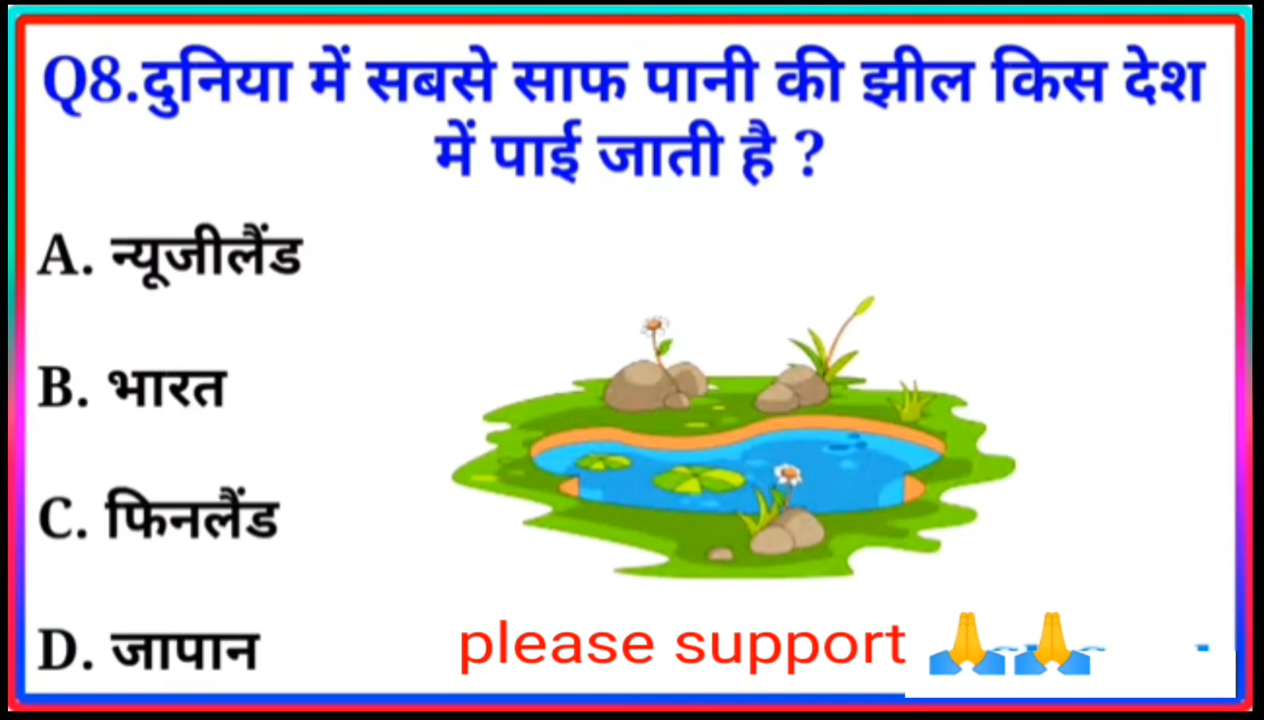 Q8.दुनिया में सबसे साफ पानी की झील किस देश
में पाई जाती है ?
A. न्यूजीलैंड
B. भारत
C. फिनलैंड
D. जापान
please support 🙏🙏